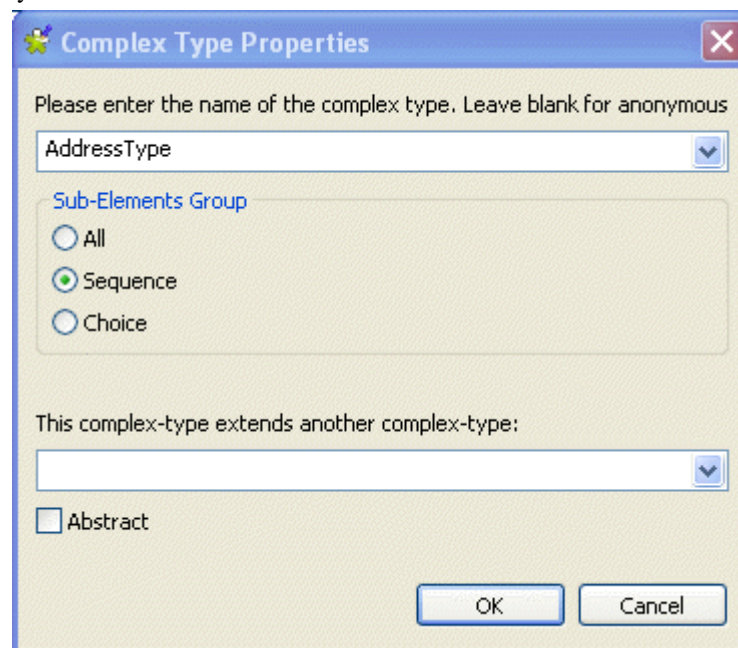 Complex Type Properties
Please enter the name of the complex type. Leave blank for anonymous
AddressType
Sub-Elements Group
All
Sequence
Choice
This complex-type extends another complex-type:
Abstract
OK Cancel